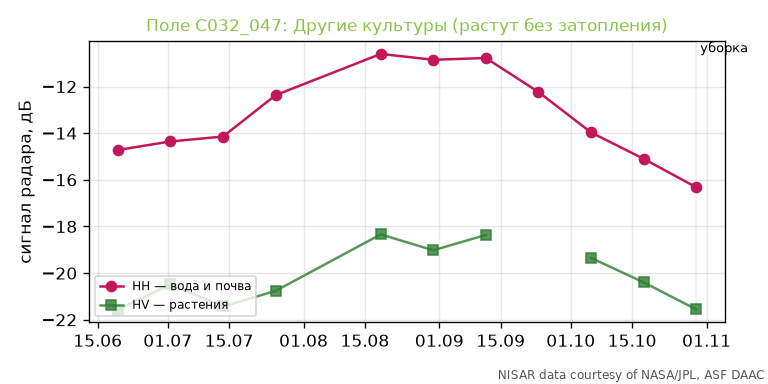 Поле C032_047: Другие культуры (растут без затопления)
уборка
сигнал радара, дБ
−12
−14
−16
−18
−20
−22
HH — вода и почва
HV — растения
15.06 01.07 15.07 01.08 15.08 01.09 15.09 01.10 15.10 01.11
NISAR data courtesy of NASA/JPL, ASF DAAC